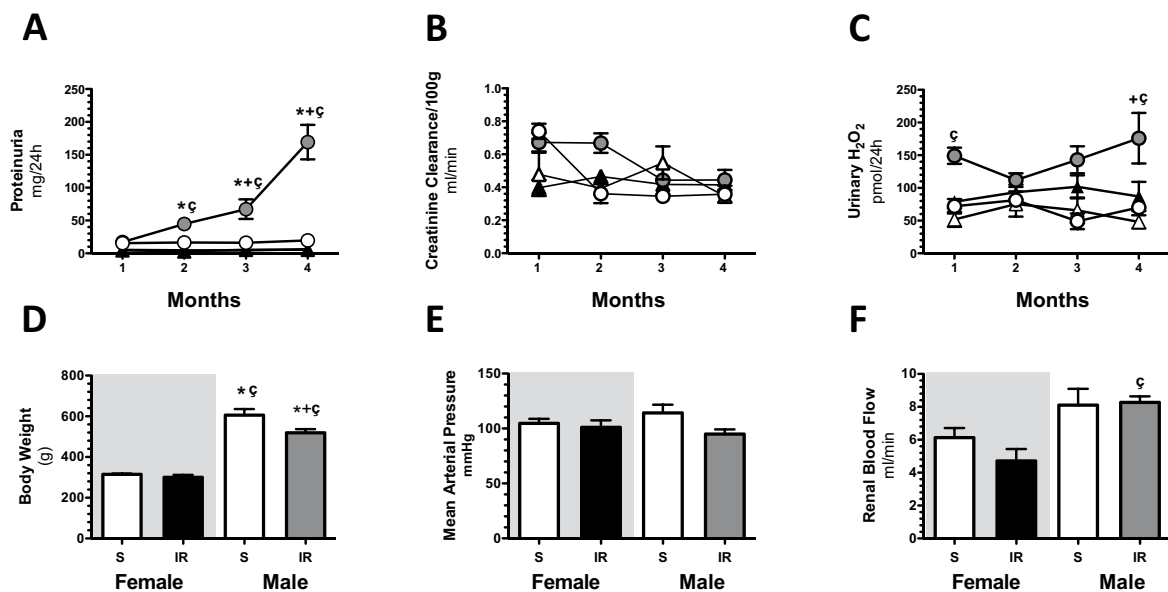 A
Proteinuria
mg/24h
250
200
150
100
50
0
*ç
*+ç
*+ç
1 2 3 4
Months
B
Creatinine Clearance/100g
ml/min
1.0
0.8
0.6
0.4
0.2
0.0
1 2 3 4
Months
C
Urinary H₂O₂
pmol/24h
250
200
150
100
50
0
ç
+ç
1 2 3 4
Months
D
Body Weight
(g)
800
600
400
200
0
*ç
*+ç
S IR S IR
Female Male
E
Mean Arterial Pressure
mmHg
150
100
50
0
S IR S IR
Female Male
F
Renal Blood Flow
ml/min
10
8
6
4
2
0
ç
S IR S IR
Female Male